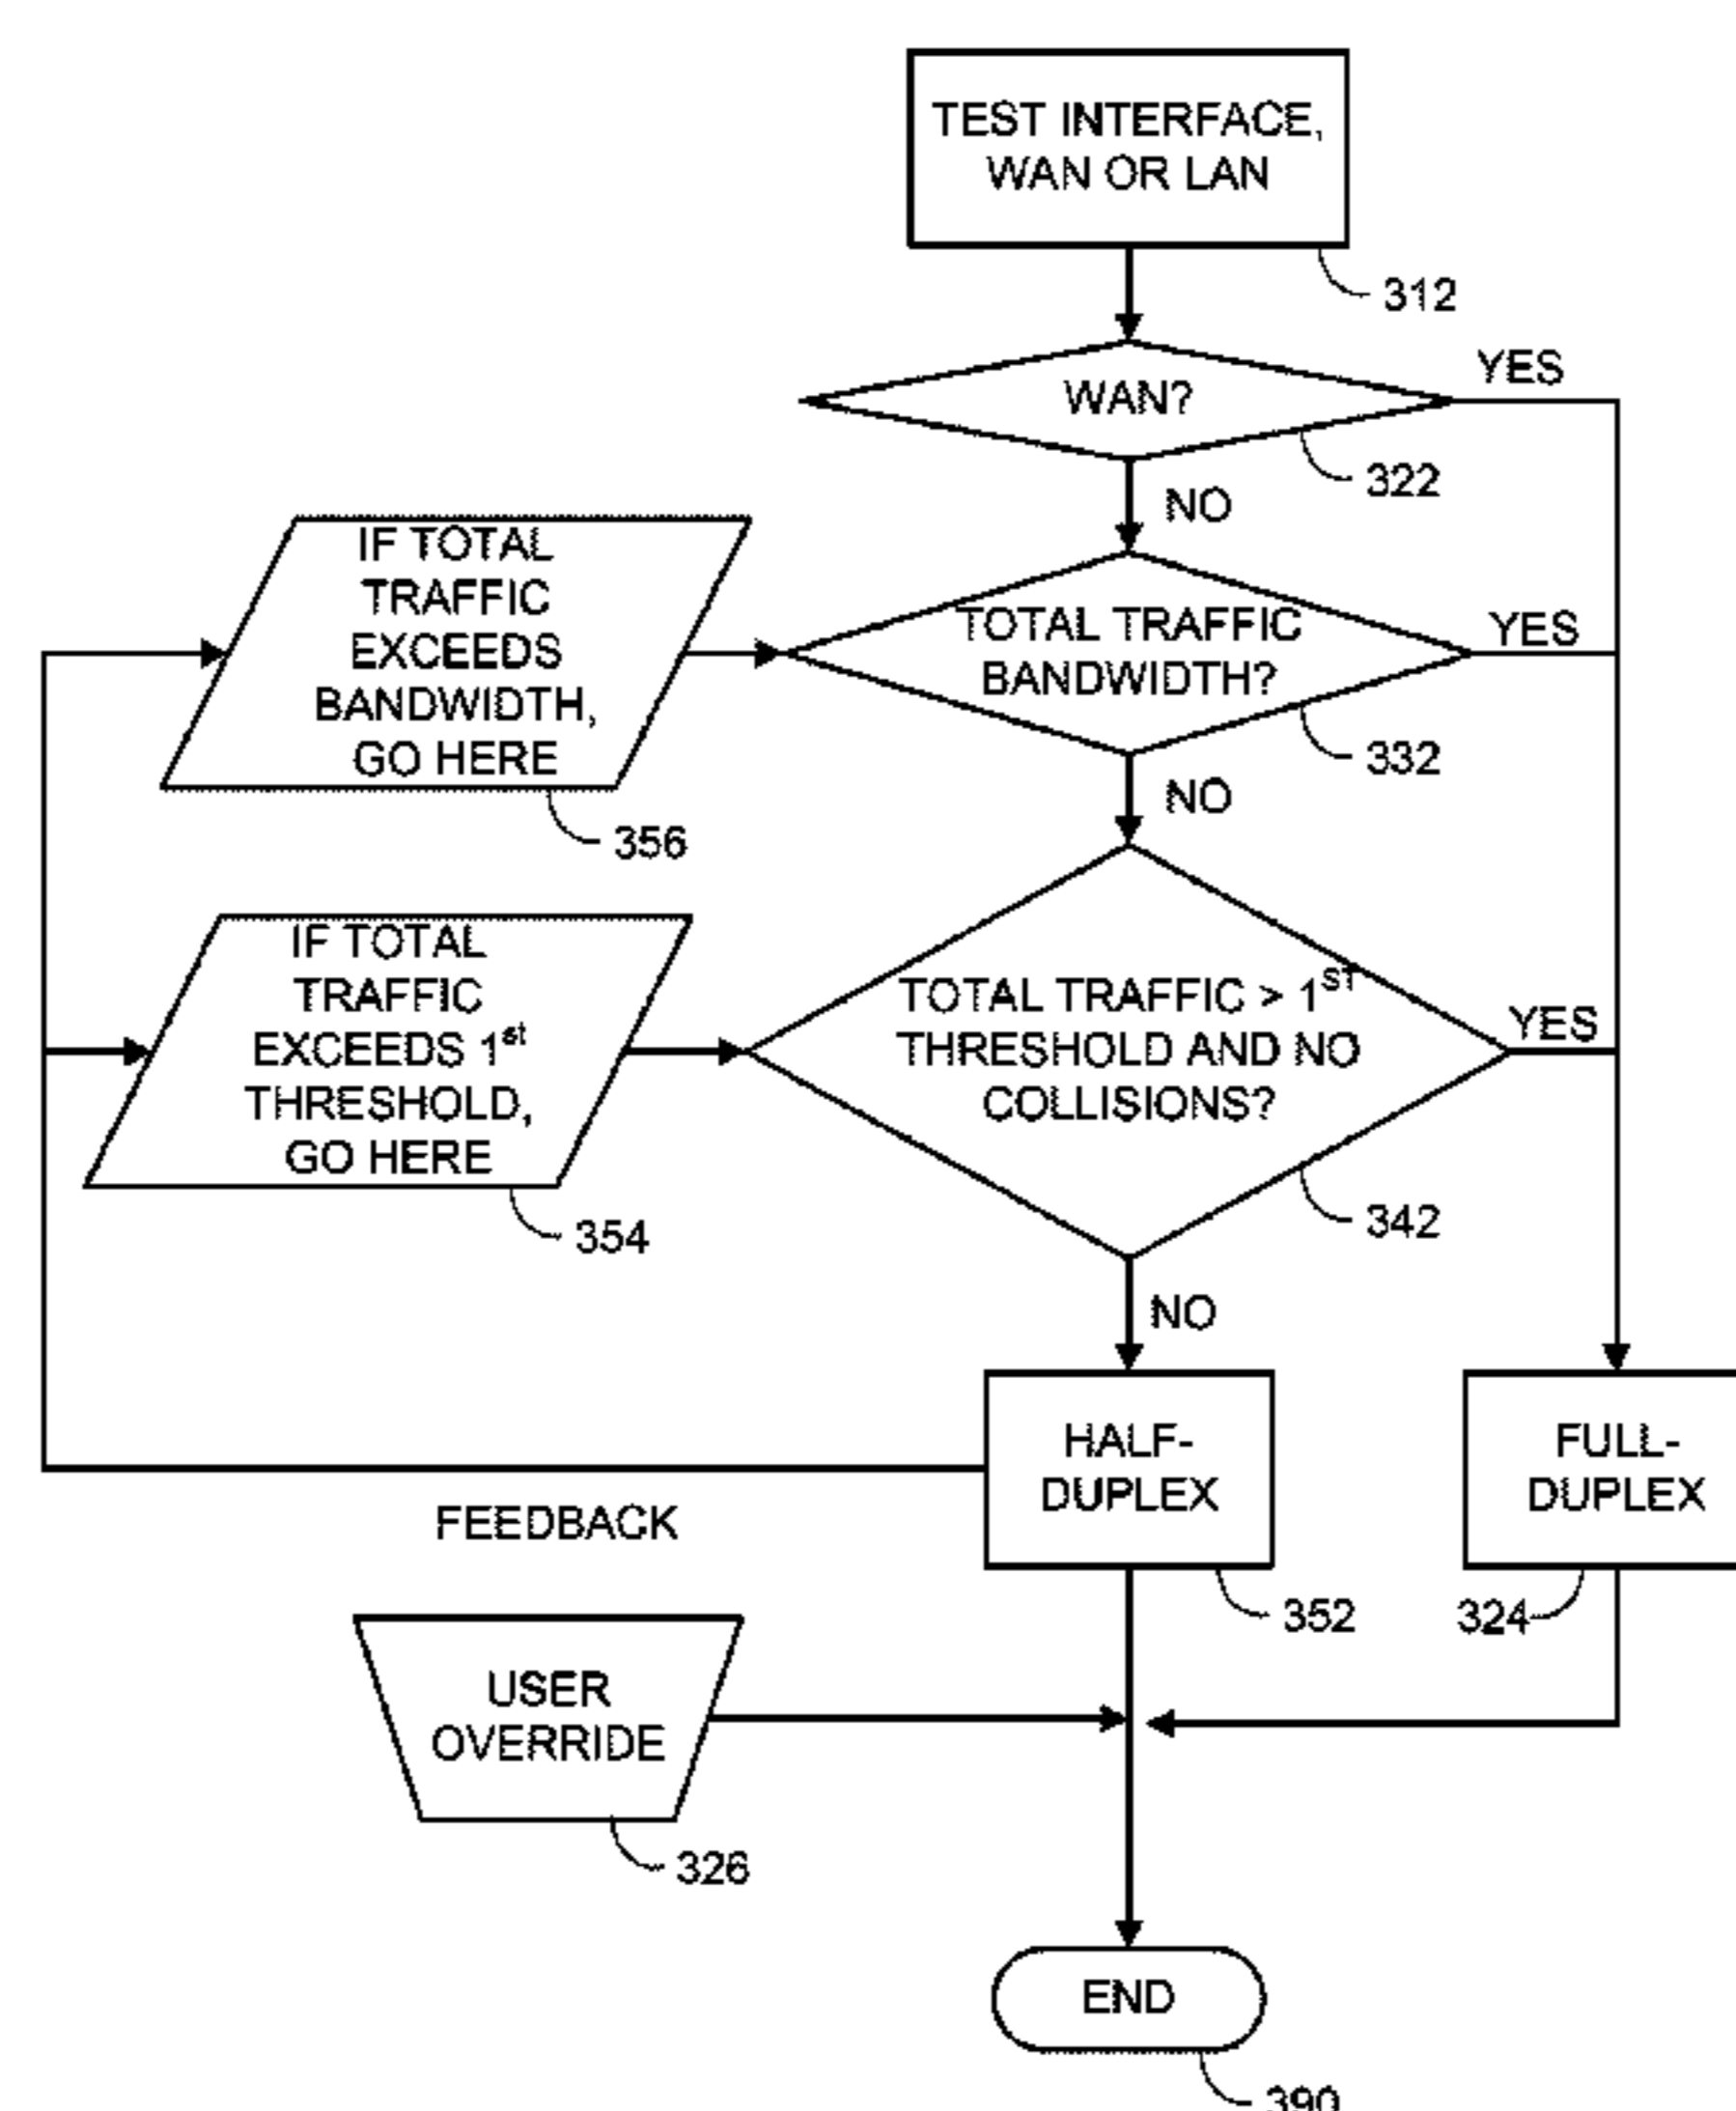 TEST INTERFACE,
WAN OR LAN
312
WAN?
YES
322
NO
IF TOTAL
TRAFFIC
EXCEEDS
BANDWIDTH,
GO HERE
356
TOTAL TRAFFIC
BANDWIDTH?
YES
332
NO
IF TOTAL
TRAFFIC
EXCEEDS 1st
THRESHOLD,
GO HERE
354
TOTAL TRAFFIC > 1ST
THRESHOLD AND NO
COLLISIONS?
YES
342
NO
HALF-
DUPLEX
352
FULL-
DUPLEX
324
FEEDBACK
USER
OVERRIDE
326
END
390